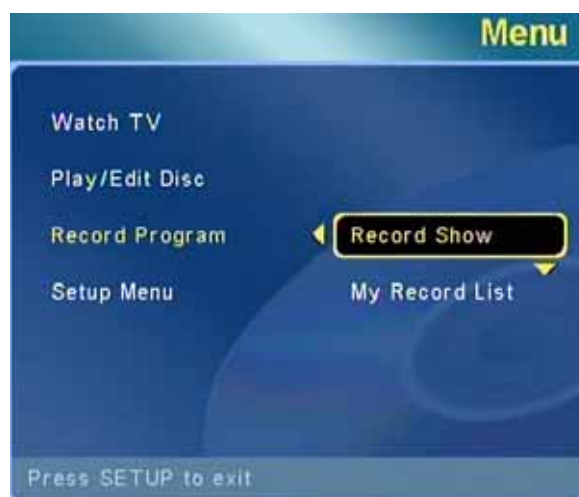 Menu
Watch TV
Play/Edit Disc
Record Program
Record Show
Setup Menu
My Record List
Press SETUP to exit